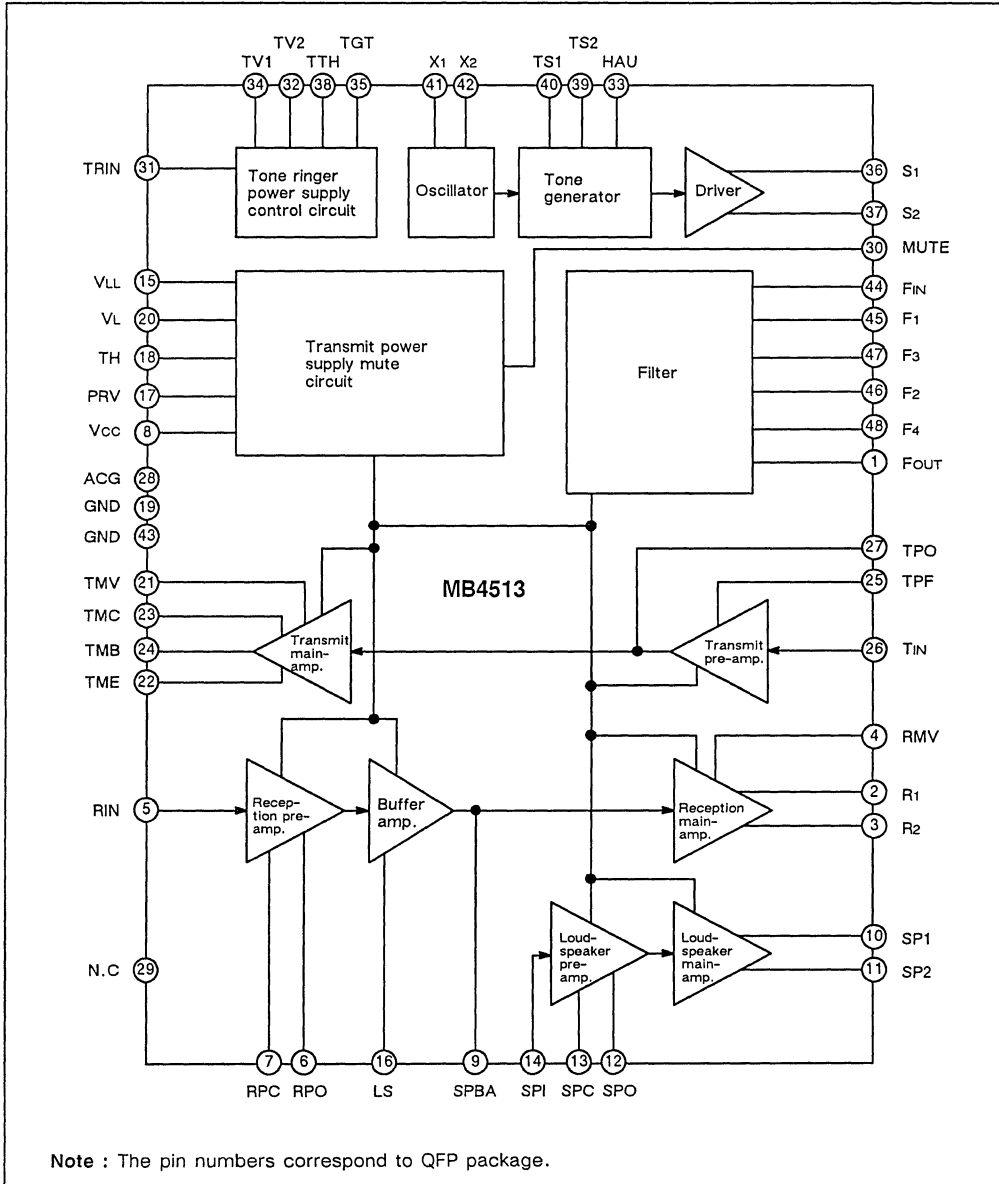 TV2 TGT TS2
TV1 TTH X1 X2 TS1 HAU
34 32 38 35 41 42 40 39 33
TRIN 31
Tone ringer
power supply
control circuit
Oscillator
Tone
generator
Driver
36 S1
37 S2
30 MUTE
VLL 15
VL 20
TH 18
PRV 17
VCC 8
Transmit power
supply mute
circuit
Filter
44 FIN
45 F1
47 F3
46 F2
48 F4
1 FOUT
ACG 28
GND 19
GND 43
MB4513
27 TPO
25 TPF
26 TIN
TMV 21
TMC 23
TMB 24
TME 22
Transmit
main-
amp.
Transmit
pre-amp.
4 RMV
2 R1
3 R2
RIN 5
Recep-
tion pre-
amp.
Buffer
amp.
Reception
main-
amp.
Loud-
speaker
pre-
amp.
Loud-
speaker
main-
amp.
10 SP1
11 SP2
N.C 29
7 6 16 9 14 13 12
RPC RPO LS SPBA SPI SPC SPO
Note : The pin numbers correspond to QFP package.